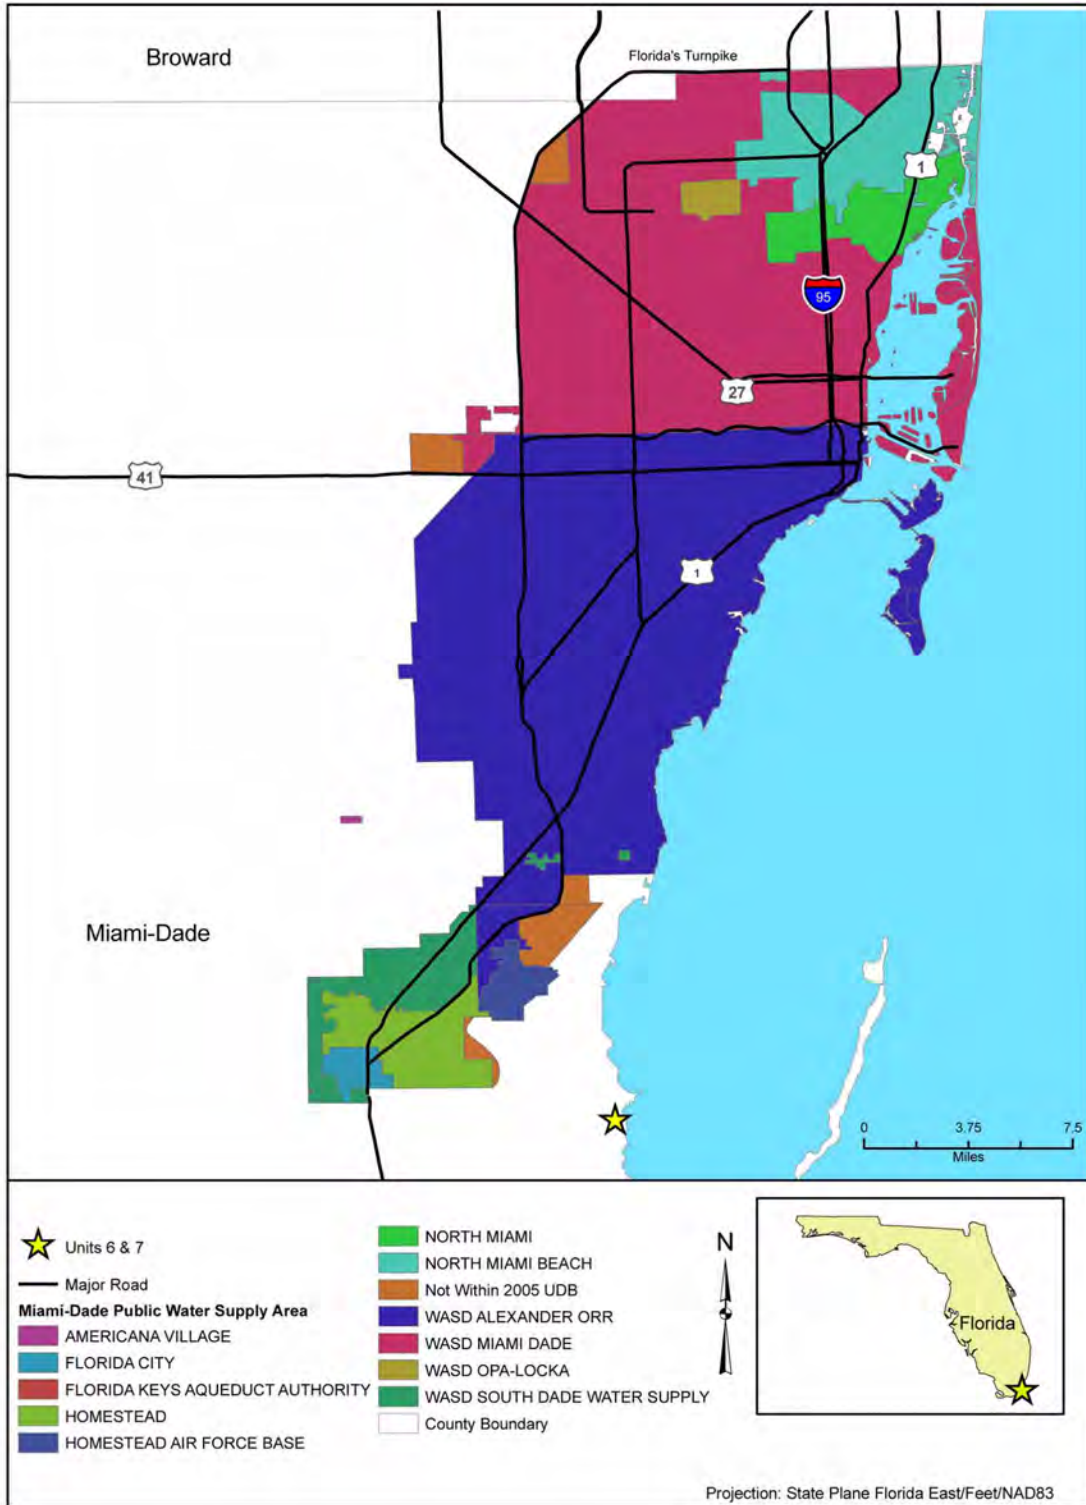 Broward
Florida's Turnpike
1
95
27
41
1
Miami-Dade
0 3.75 7.5
Miles
Units 6 & 7
Major Road
Miami-Dade Public Water Supply Area
AMERICANA VILLAGE
FLORIDA CITY
FLORIDA KEYS AQUEDUCT AUTHORITY
HOMESTEAD
HOMESTEAD AIR FORCE BASE
NORTH MIAMI
NORTH MIAMI BEACH
Not Within 2005 UDB
WASD ALEXANDER ORR
WASD MIAMI DADE
WASD OPA-LOCKA
WASD SOUTH DADE WATER SUPPLY
County Boundary
N
Florida
Projection: State Plane Florida East/Feet/NAD83